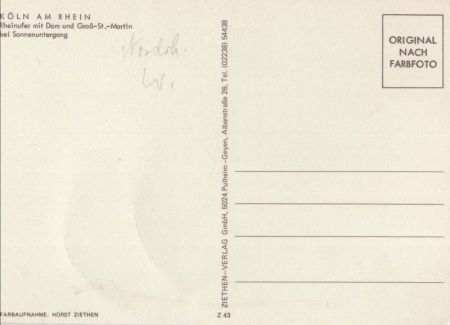 KÖLN AM RHEIN
Rheinufer mit Dom und Groß-St.-Martin
bei Sonnenuntergang
ORIGINAL
NACH
FARBFOTO
ZIETHEN-VERLAG GmbH, 5024 Pulheim-Geyen, Albanstraße 26, Tel. (02238) 54438
FARBAUFNAHME: HORST ZIETHEN
Z 43